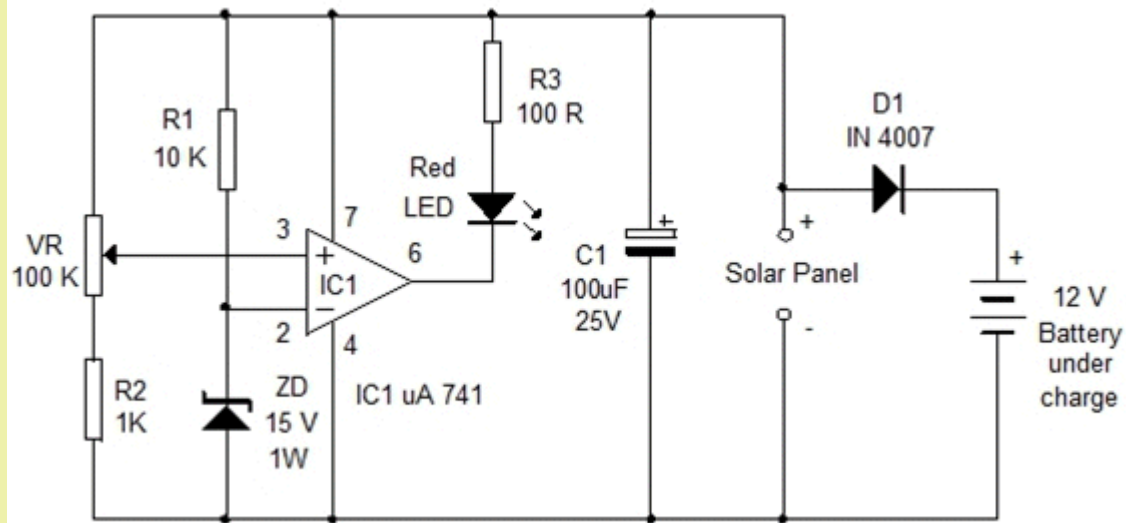 R1
10 K
VR
100 K
R2
1K
ZD
15 V
1W
3
2
7
4
6
+
−
IC1
IC1 uA 741
R3
100 R
Red
LED
+
C1
100uF
25V
D1
IN 4007
+
Solar Panel
-
+
12 V
Battery
under
charge